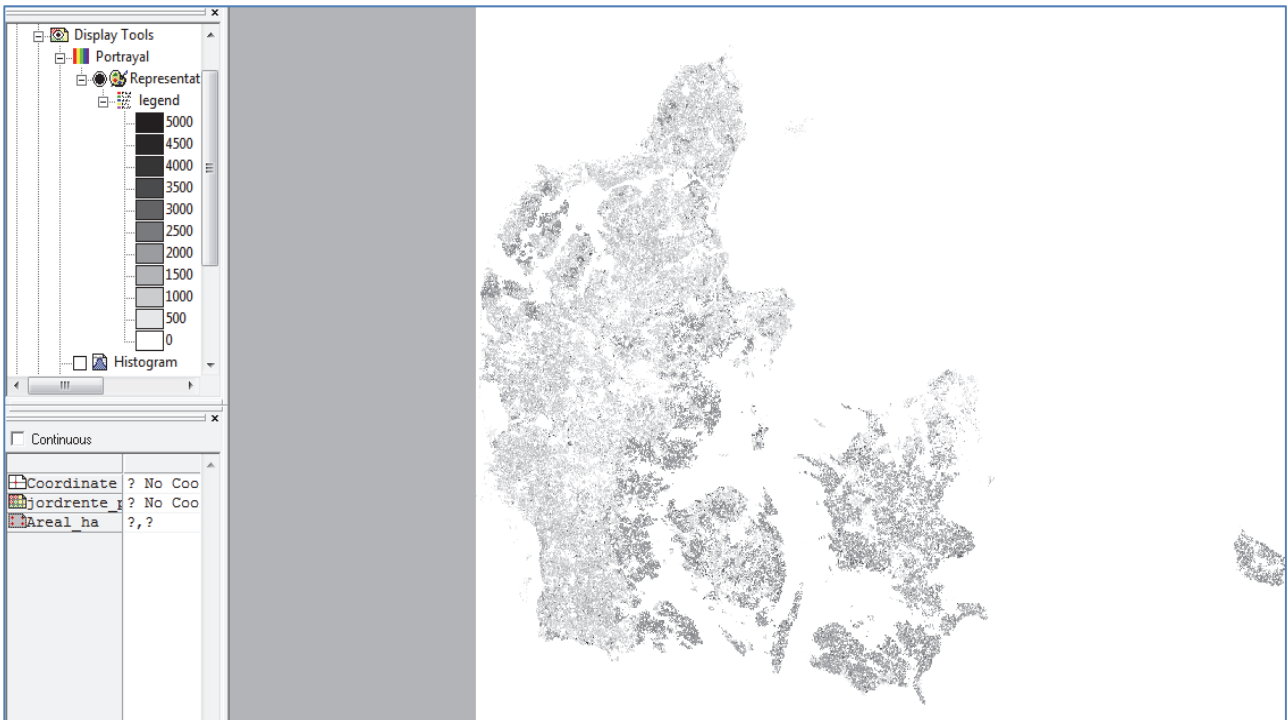 Display Tools
Portrayal
Representat
legend
5000
4500
4000
3500
3000
2500
2000
1500
1000
500
0
Histogram
Continuous
Coordinate ? No Coo
jordrente_p ? No Coo
Areal_ha ?,?